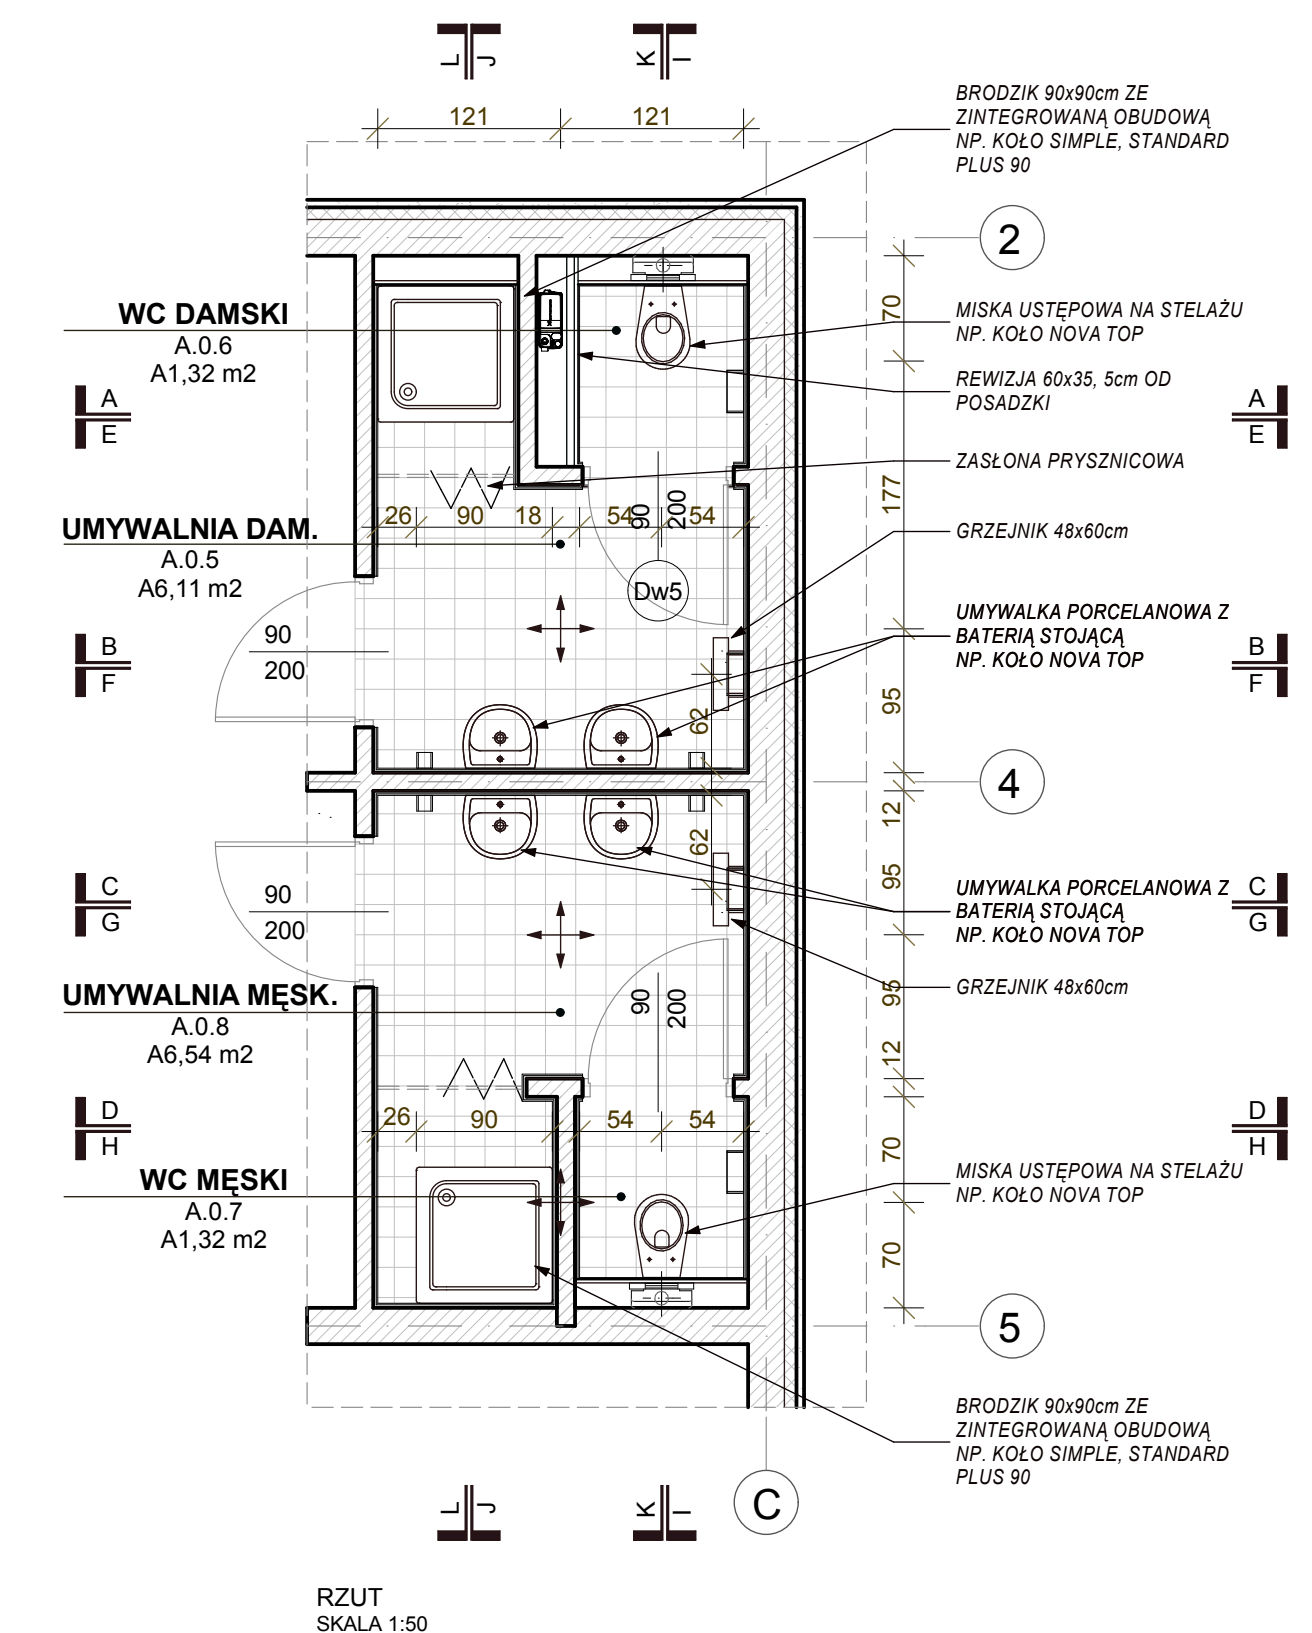 L
J
K
I
121
121
BRODZIK 90x90cm ZE
ZINTEGROWANĄ OBUDOWĄ
NP. KOŁO SIMPLE, STANDARD
PLUS 90
2
WC DAMSKI
A.0.6
A1,32 m2
70
MISKA USTĘPOWA NA STELAŻU
NP. KOŁO NOVA TOP
REWIZJA 60x35, 5cm OD
POSADZKI
A
E
A
E
ZASŁONA PRYSZNICOWA
177
26
90
18
54
54
90
200
UMYWALNIA DAM.
A.0.5
A6,11 m2
GRZEJNIK 48x60cm
Dw5
UMYWALKA PORCELANOWA Z
BATERIĄ STOJĄCĄ
NP. KOŁO NOVA TOP
90
200
B
F
B
F
95
62
4
12
62
95
90
200
C
G
UMYWALKA PORCELANOWA Z
BATERIĄ STOJĄCĄ
NP. KOŁO NOVA TOP
C
G
GRZEJNIK 48x60cm
95
90
200
UMYWALNIA MĘSK.
A.0.8
A6,54 m2
12
26
90
54
54
D
H
D
H
70
WC MĘSKI
A.0.7
A1,32 m2
MISKA USTĘPOWA NA STELAŻU
NP. KOŁO NOVA TOP
70
5
BRODZIK 90x90cm ZE
ZINTEGROWANĄ OBUDOWĄ
NP. KOŁO SIMPLE, STANDARD
PLUS 90
C
L
J
K
I
RZUT
SKALA 1:50